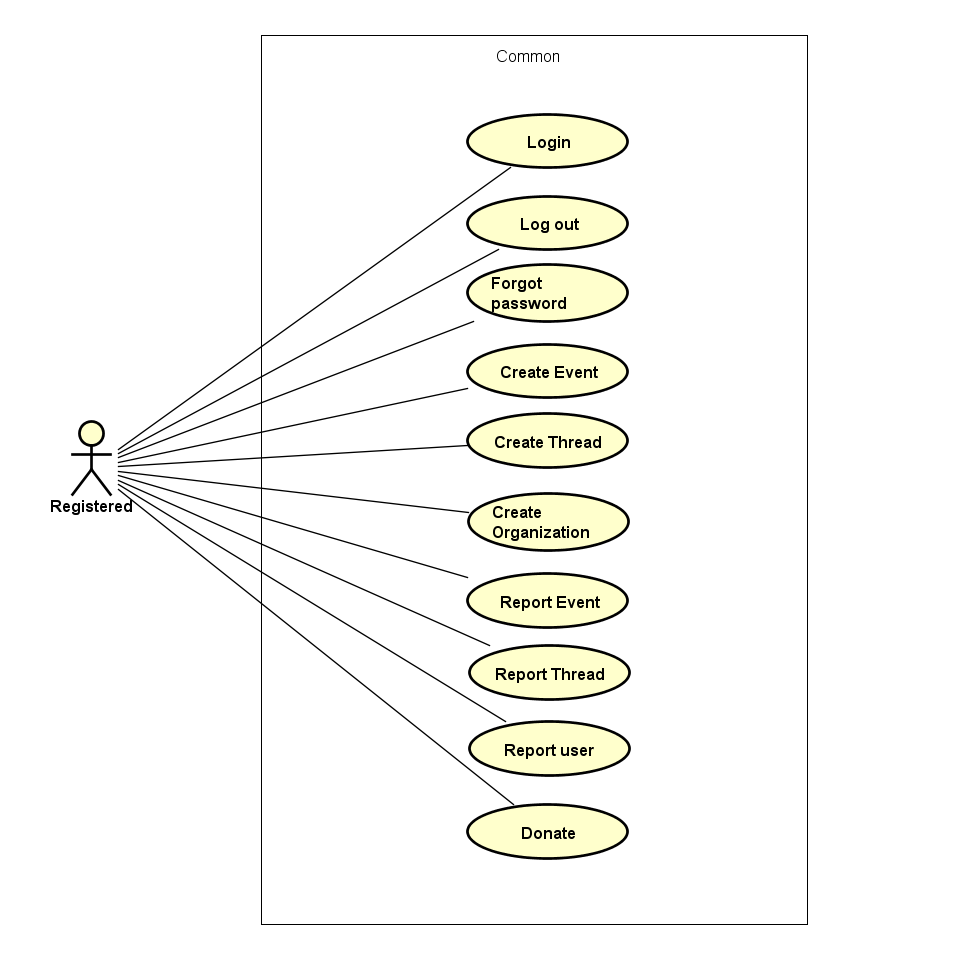 Common
Login
Log out
Forgot
password
Create Event
Create Thread
Registered
Create
Organization
Report Event
Report Thread
Report user
Donate